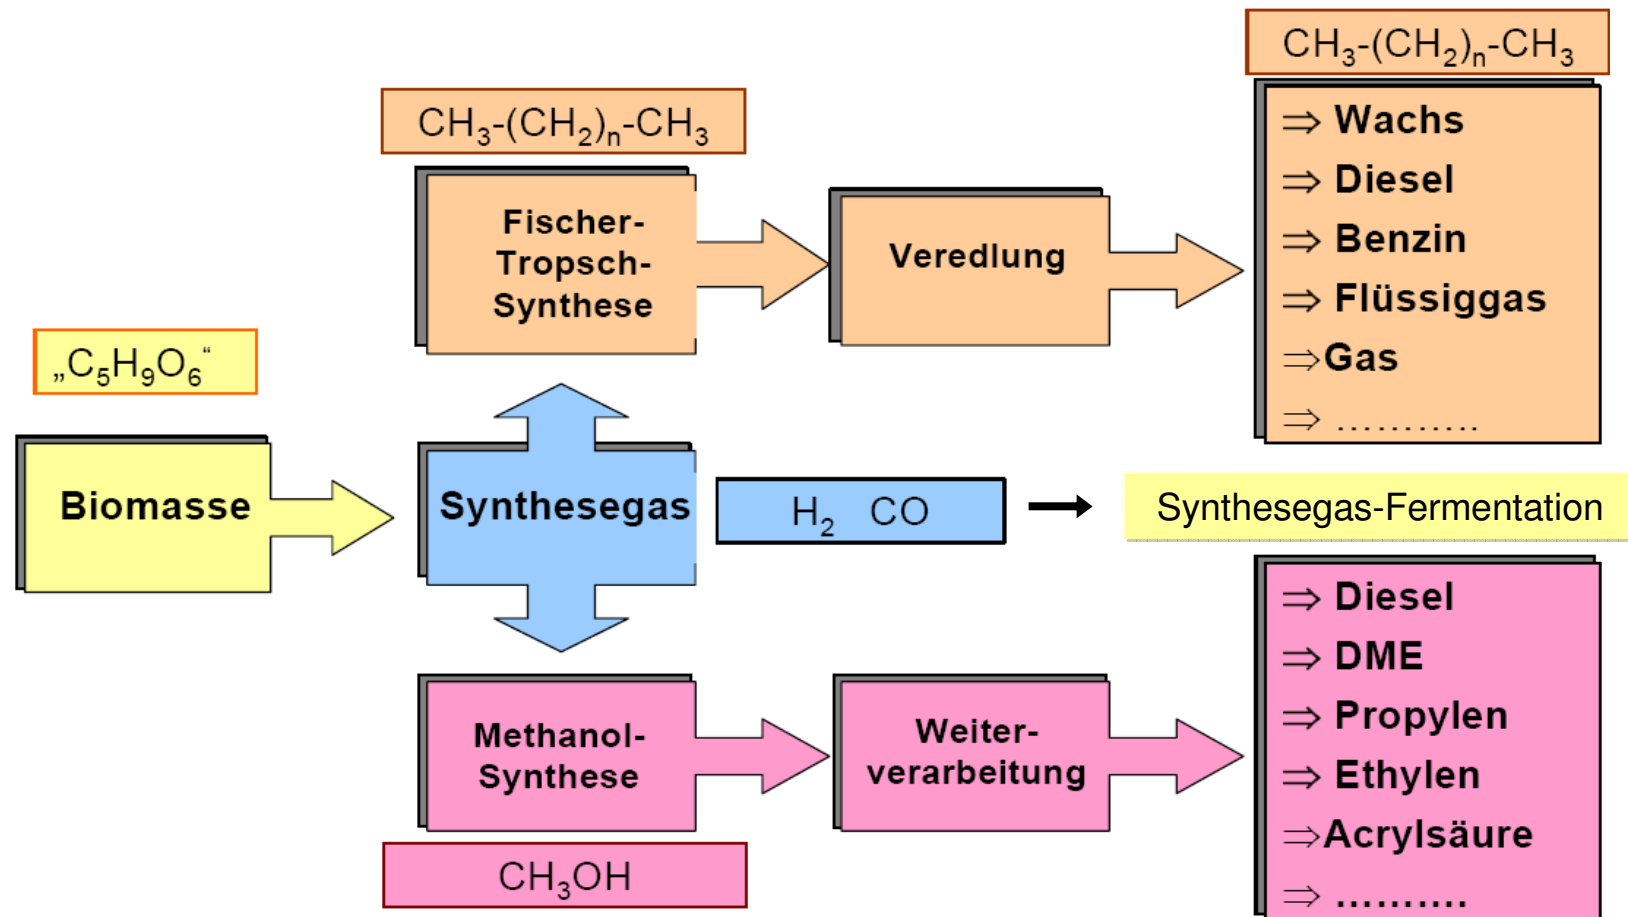 CH₃-(CH₂)ₙ-CH₃
⇒ Wachs
⇒ Diesel
⇒ Benzin
⇒ Flüssiggas
⇒Gas
⇒ ………..
CH₃-(CH₂)ₙ-CH₃
Fischer-
Tropsch-
Synthese
Veredlung
„C₅H₉O₆“
Biomasse
Synthesegas
H₂ CO
Synthesegas-Fermentation
Methanol-
Synthese
CH₃OH
Weiter-
verarbeitung
⇒ Diesel
⇒ DME
⇒ Propylen
⇒ Ethylen
⇒Acrylsäure
⇒ ……….